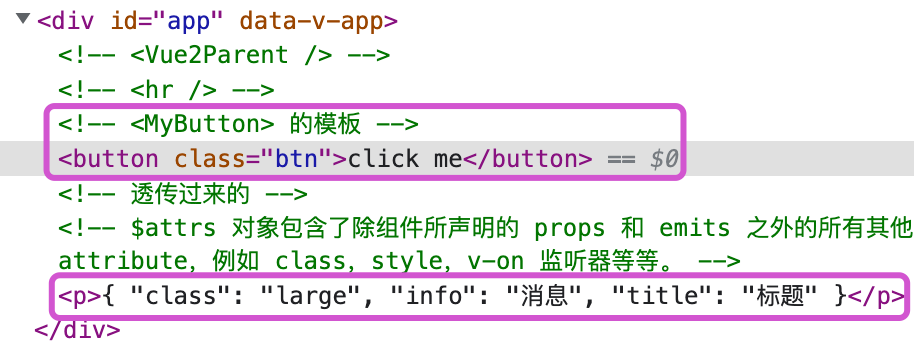 ▼<div id="app" data-v-app>
<!-- <Vue2Parent /> -->
<!-- <hr /> -->
<!-- <MyButton> 的模板 -->
<button class="btn">click me</button> == $0
<!-- 透传过来的 -->
<!-- $attrs 对象包含了除组件所声明的 props 和 emits 之外的所有其他
attribute，例如 class，style，v-on 监听器等等。 -->
<p>{ "class": "large", "info": "消息", "title": "标题" }</p>
</div>